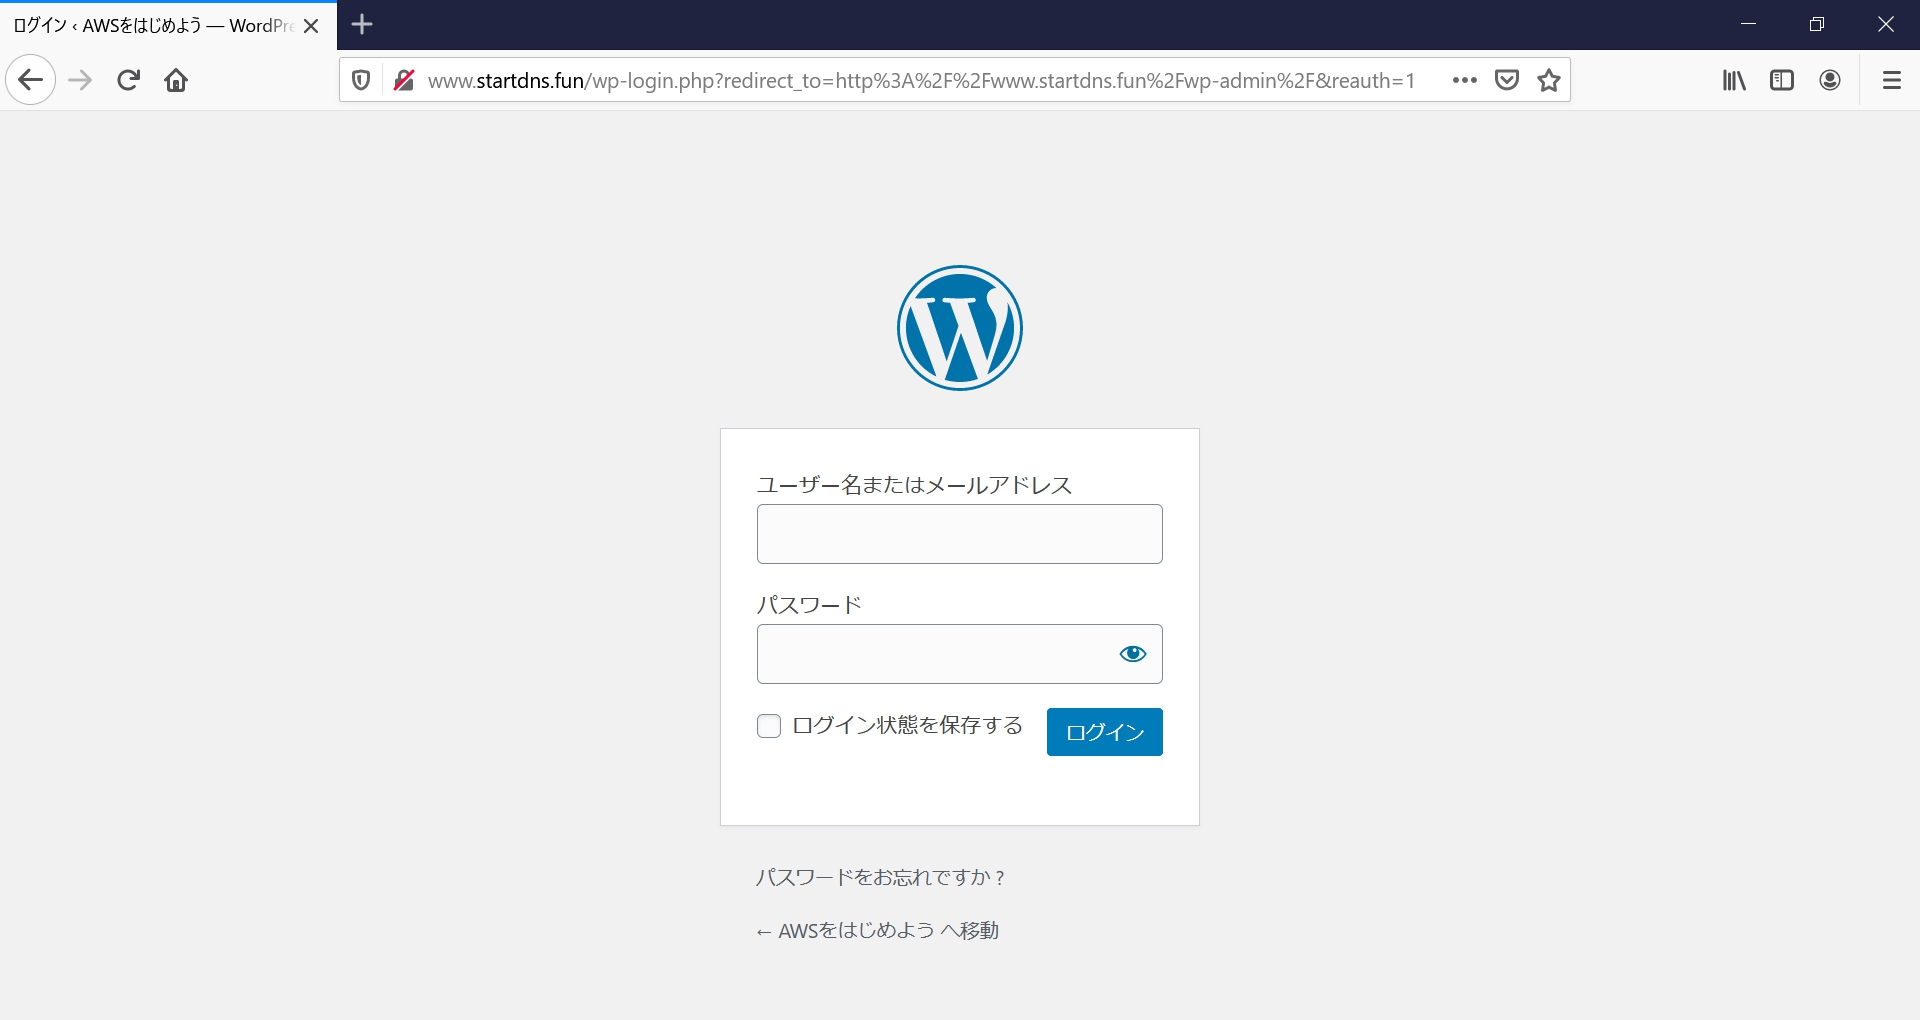 ログイン ‹ AWSをはじめよう — WordPre
www.startdns.fun/wp-login.php?redirect_to=http%3A%2F%2Fwww.startdns.fun%2Fwp-admin%2F&reauth=1
ユーザー名またはメールアドレス
パスワード
ログイン状態を保存する ログイン
パスワードをお忘れですか ?
← AWSをはじめよう へ移動